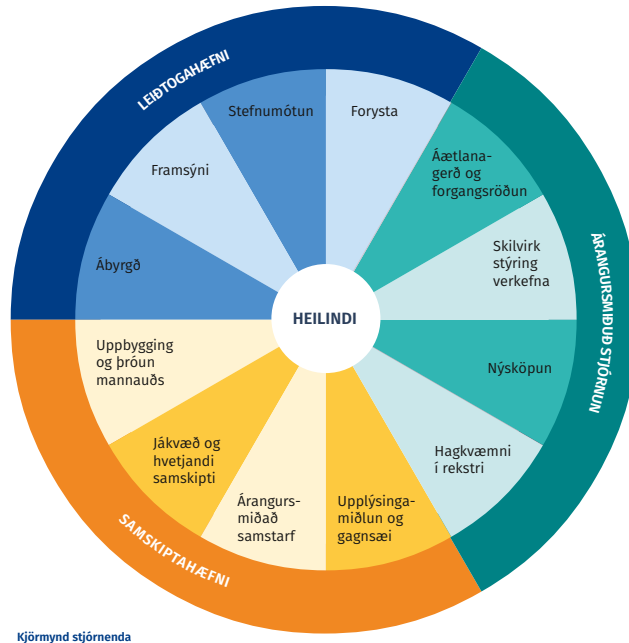 LEIÐTOGAHÆFNI
Stefnumótun
Forysta
Framsýni
Áætlana-
gerð og
forgangsröðun
Ábyrgð
Skilvirk
stýring
verkefna
ÁRANGURSMIÐUÐ STJÓRNUN
HEILINDI
Uppbygging
og þróun
mannauðs
Nýsköpun
Jákvæð og
hvetjandi
samskipti
Hagkvæmni
í rekstri
Árangurs-
miðað
samstarf
Upplýsinga-
miðlun og
gagnsæi
SAMSKIPTAHÆFNI
Kjörmynd stjórnenda